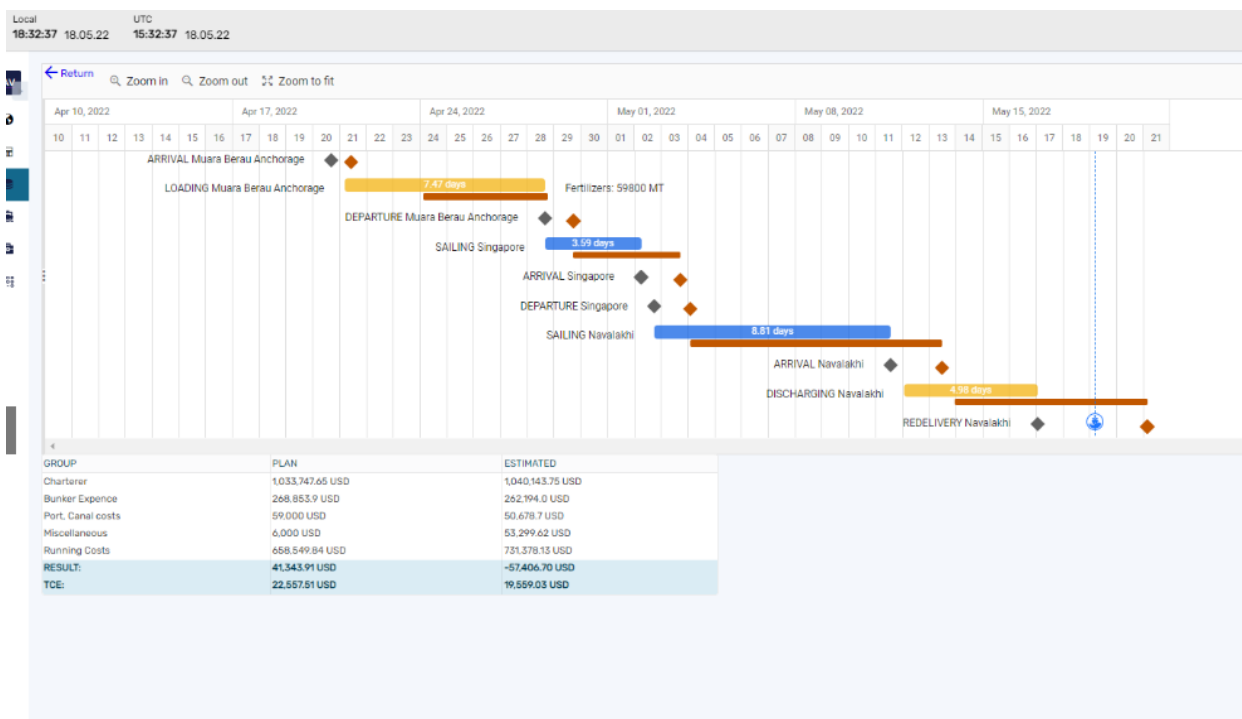 Local UTC
18:32:37 18.05.22 15:32:37 18.05.22
Return Zoom in Zoom out Zoom to fit
Apr 10, 2022 Apr 17, 2022 Apr 24, 2022 May 01, 2022 May 08, 2022 May 15, 2022
10 11 12 13 14 15 16 17 18 19 20 21 22 23 24 25 26 27 28 29 30 01 02 03 04 05 06 07 08 09 10 11 12 13 14 15 16 17 18 19 20 21
ARRIVAL Muara Berau Anchorage
LOADING Muara Berau Anchorage 7.47 days Fertilizers: 59800 MT
DEPARTURE Muara Berau Anchorage
SAILING Singapore 3.59 days
ARRIVAL Singapore
DEPARTURE Singapore
SAILING Navalakhi 8.81 days
ARRIVAL Navalakhi
DISCHARGING Navalakhi 4.98 days
REDELIVERY Navalakhi
GROUP PLAN ESTIMATED
Charterer 1,033,747.65 USD 1,040,143.75 USD
Bunker Expence 268,853.9 USD 262,194.0 USD
Port, Canal costs 59,000 USD 50,678.7 USD
Miscellaneous 6,000 USD 53,299.62 USD
Running Costs 658,549.84 USD 731,378.13 USD
RESULT: 41,343.91 USD -57,406.70 USD
TCE: 22,557.51 USD 19,559.03 USD